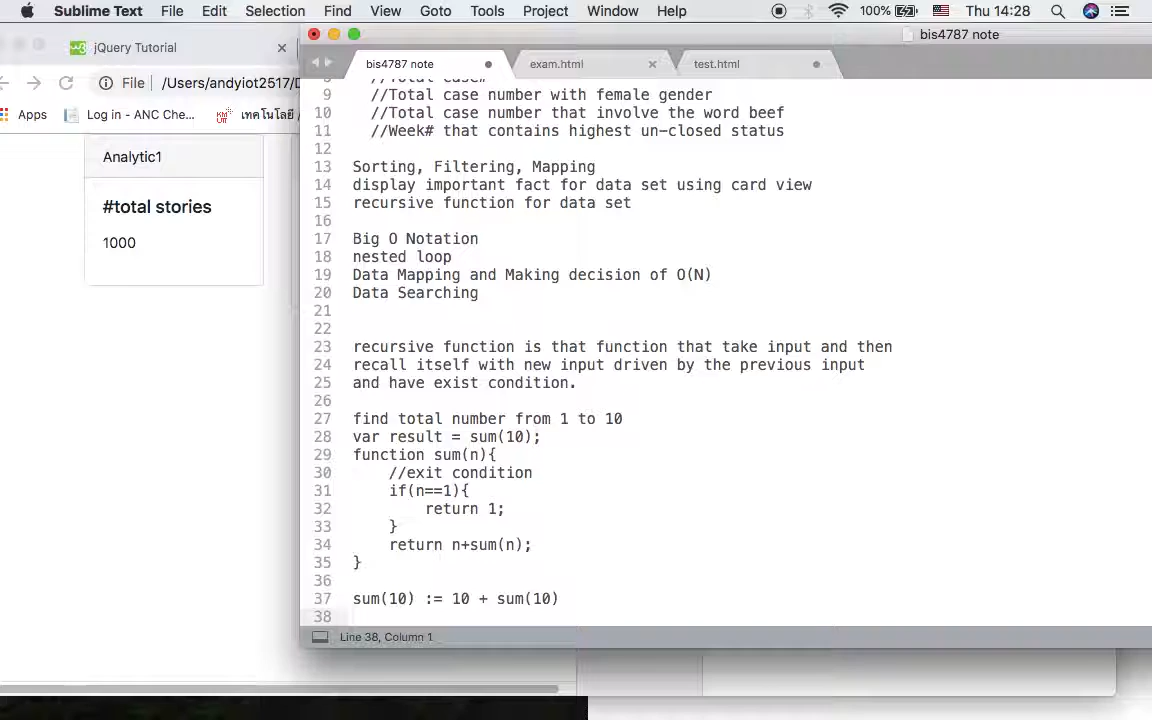 Sublime Text File Edit Selection Find View Goto Tools Project Window Help 100% Thu 14:28
bis4787 note
jQuery Tutorial
bis4787 note exam.html test.html
File /Users/andyiot2517/D
Apps Log in - ANC Che... เทคโนโลยี
Analytic1
#total stories
1000
8 //Total case#
9 //Total case number with female gender
10 //Total case number that involve the word beef
11 //Week# that contains highest un-closed status
12
13 Sorting, Filtering, Mapping
14 display important fact for data set using card view
15 recursive function for data set
16
17 Big O Notation
18 nested loop
19 Data Mapping and Making decision of O(N)
20 Data Searching
21
22
23 recursive function is that function that take input and then
24 recall itself with new input driven by the previous input
25 and have exist condition.
26
27 find total number from 1 to 10
28 var result = sum(10);
29 function sum(n){
30 //exit condition
31 if(n==1){
32 return 1;
33 }
34 return n+sum(n);
35 }
36
37 sum(10) := 10 + sum(10)
38
Line 38, Column 1